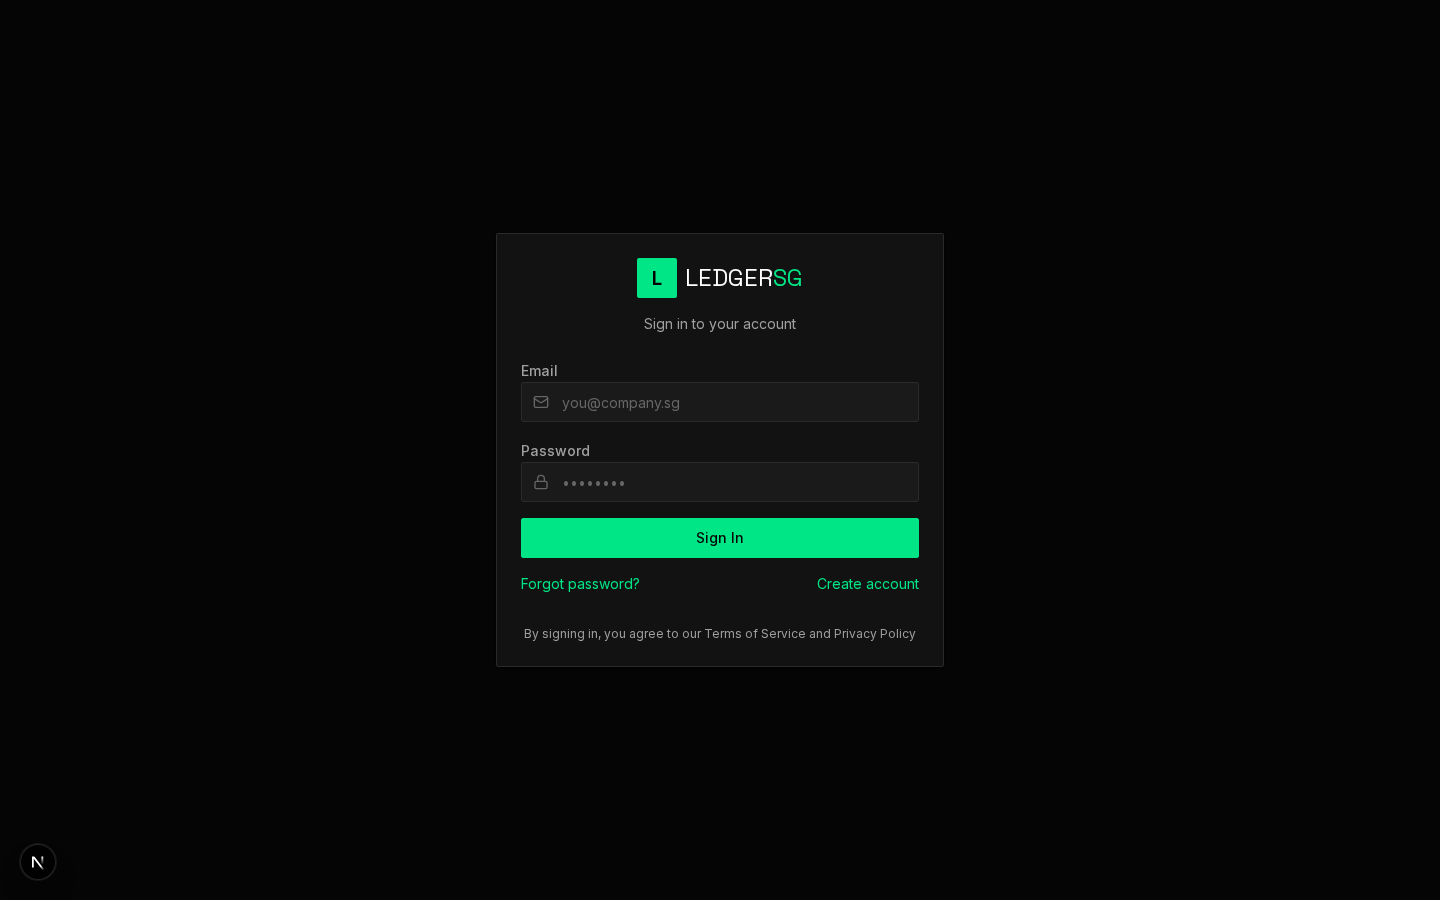 L LEDGERSG
Sign in to your account
Email
you@company.sg
Password
••••••••
Sign In
Forgot password? Create account
By signing in, you agree to our Terms of Service and Privacy Policy
N